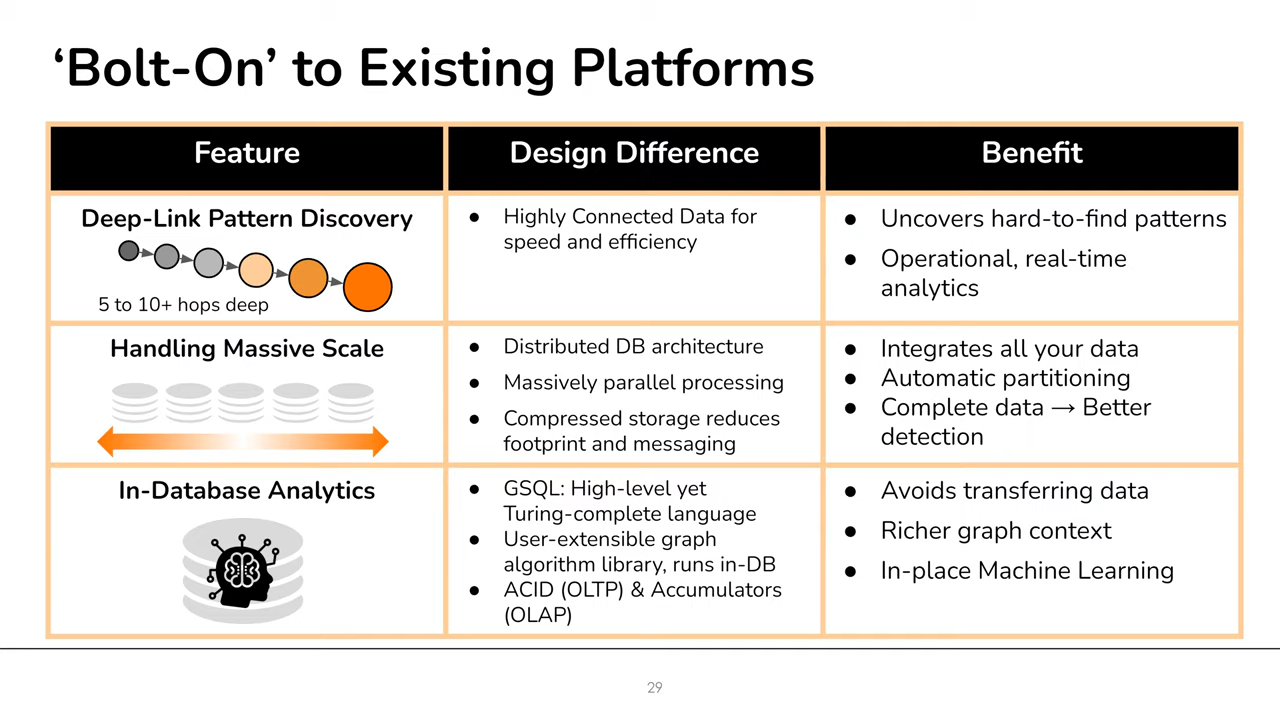 ‘Bolt-On’ to Existing Platforms
Feature
Design Difference
Benefit
Deep-Link Pattern Discovery
5 to 10+ hops deep
● Highly Connected Data for
speed and efficiency
● Uncovers hard-to-find patterns
● Operational, real-time
analytics
Handling Massive Scale
● Distributed DB architecture
● Massively parallel processing
● Compressed storage reduces
footprint and messaging
● Integrates all your data
● Automatic partitioning
● Complete data → Better
detection
In-Database Analytics
● GSQL: High-level yet
Turing-complete language
● User-extensible graph
algorithm library, runs in-DB
● ACID (OLTP) & Accumulators
(OLAP)
● Avoids transferring data
● Richer graph context
● In-place Machine Learning
29